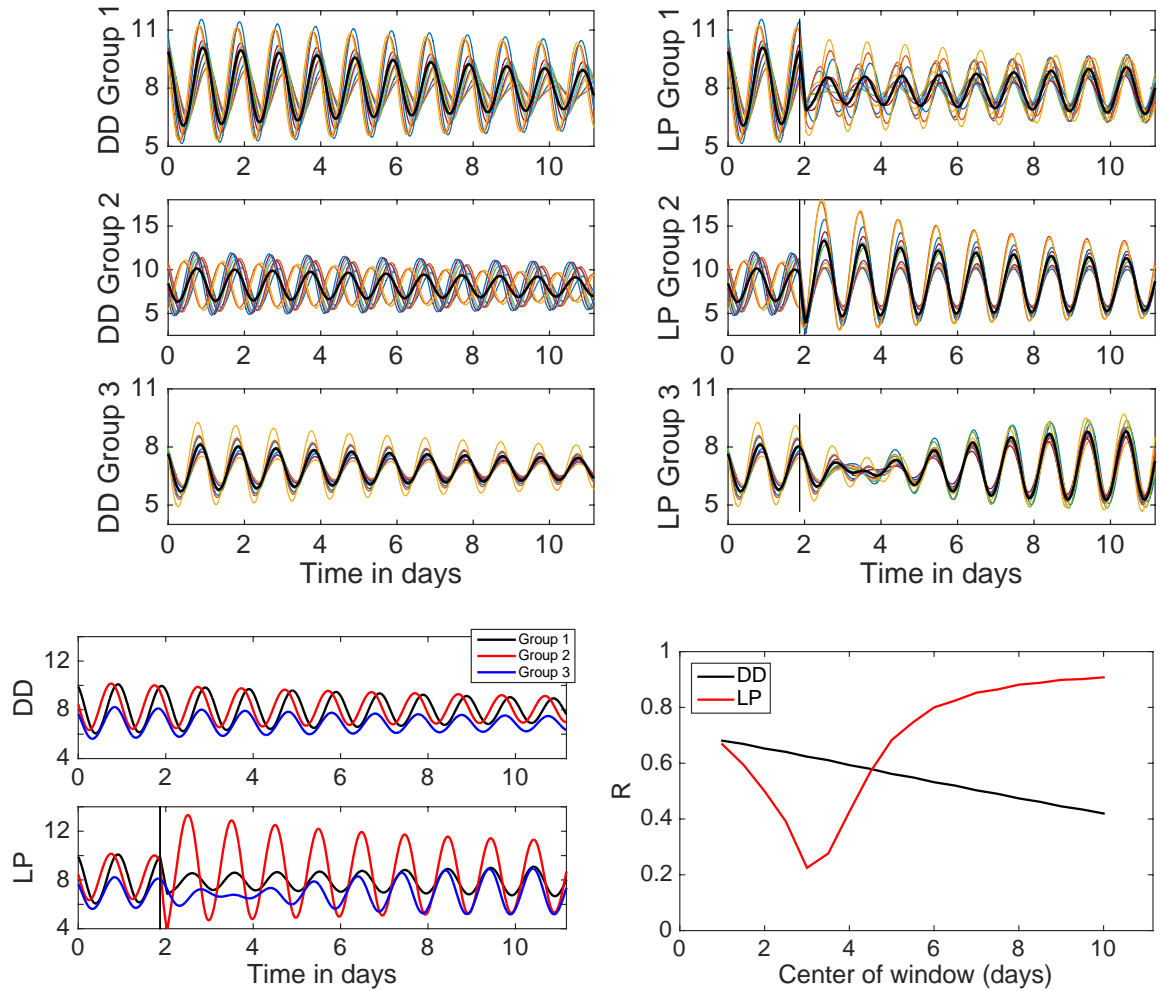 DD Group 1
11
8
5
0 2 4 6 8 10
LP Group 1
11
8
5
0 2 4 6 8 10
DD Group 2
15
10
5
0 2 4 6 8 10
LP Group 2
15
10
5
0 2 4 6 8 10
DD Group 3
11
8
5
0 2 4 6 8 10
Time in days
LP Group 3
11
8
5
0 2 4 6 8 10
Time in days
DD
12
8
4
0 2 4 6 8 10
Group 1
Group 2
Group 3
LP
12
8
4
0 2 4 6 8 10
Time in days
R
1
0.8
0.6
0.4
0.2
0
DD
LP
0 2 4 6 8 10
Center of window (days)